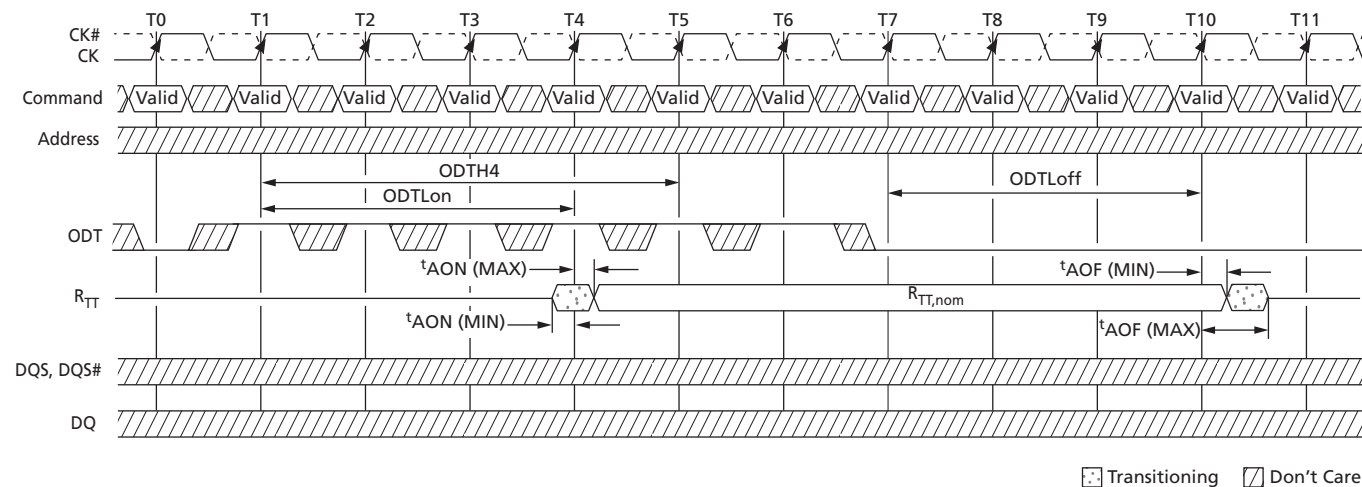 T0 T1 T2 T3 T4 T5 T6 T7 T8 T9 T10 T11
CK#
CK
Command Valid Valid Valid Valid Valid Valid Valid Valid Valid Valid Valid Valid
Address
ODTH4
ODTLon
ODTLoff
ODT
tAON (MAX)
tAOF (MIN)
RTT
RTT,nom
tAON (MIN)
tAOF (MAX)
DQS, DQS#
DQ
Transitioning
Don't Care